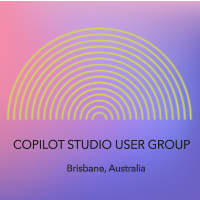 COPILOT STUDIO USER GROUP
Brisbane, Australia